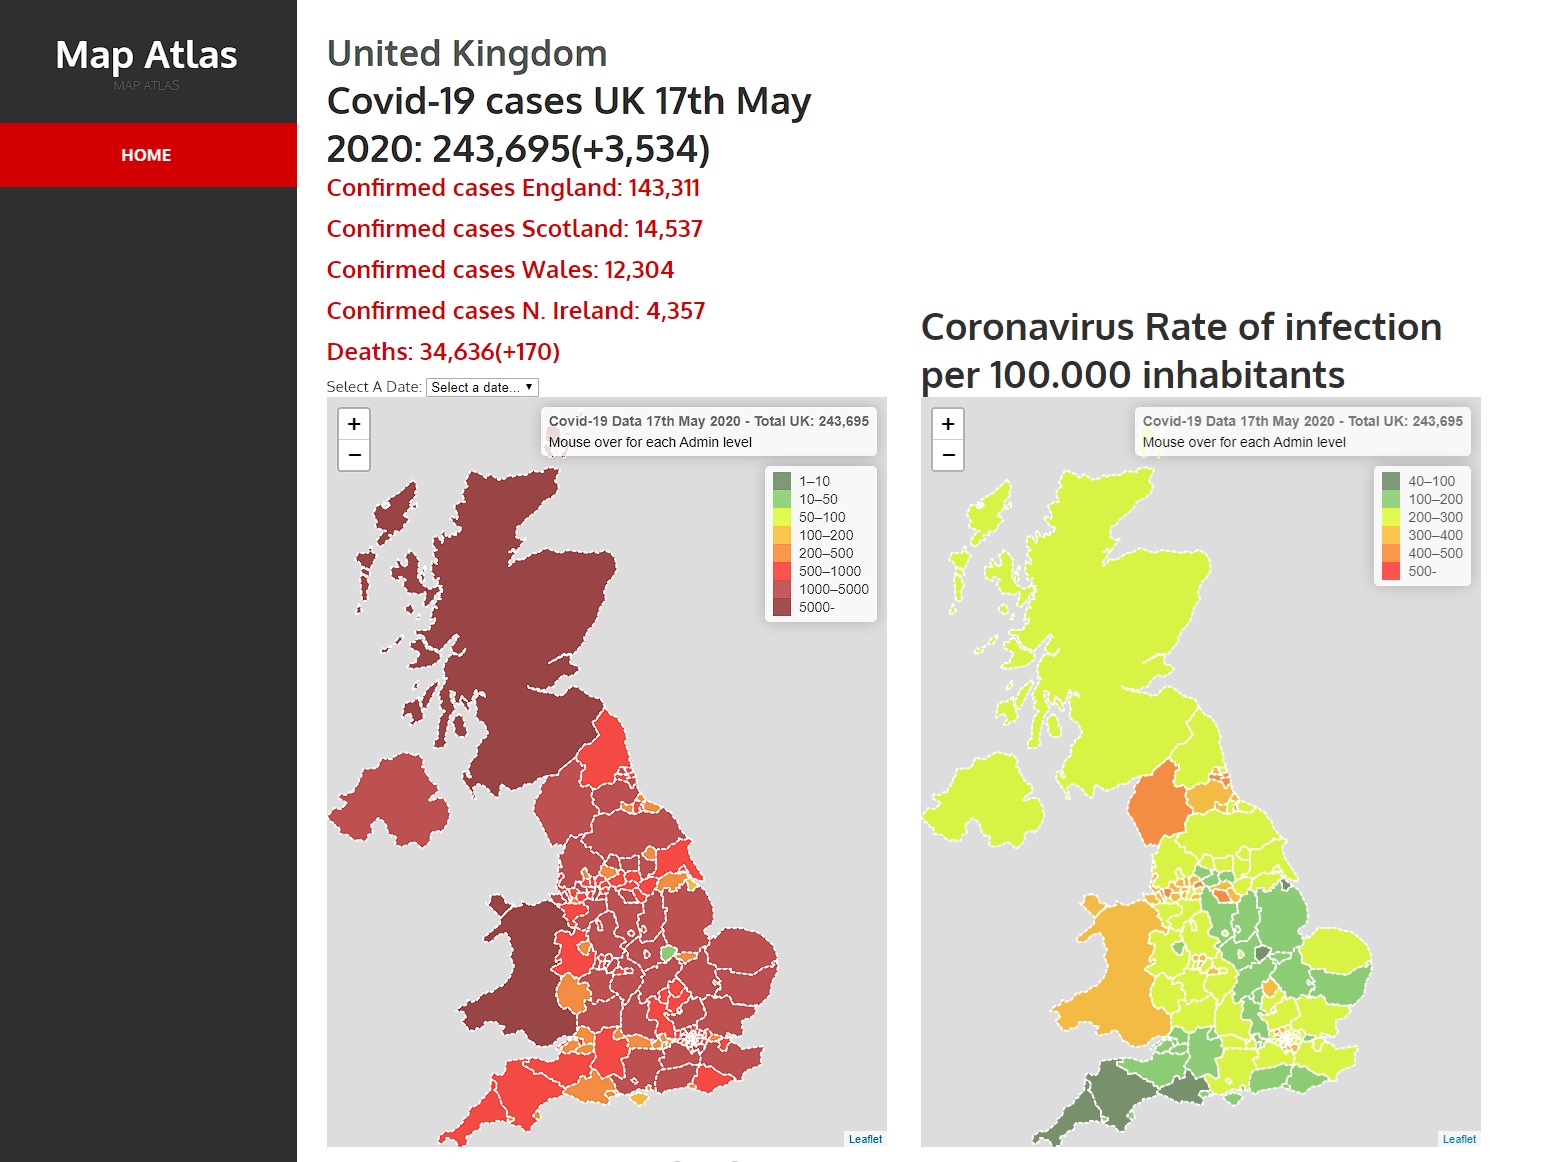 Map Atlas
MAP ATLAS
HOME
United Kingdom
Covid-19 cases UK 17th May
2020: 243,695(+3,534)
Confirmed cases England: 143,311
Confirmed cases Scotland: 14,537
Confirmed cases Wales: 12,304
Confirmed cases N. Ireland: 4,357
Deaths: 34,636(+170)
Select A Date: Select a date...
+
−
Covid-19 Data 17th May 2020 - Total UK: 243,695
Mouse over for each Admin level
1–10
10–50
50–100
100–200
200–500
500–1000
1000–5000
5000-
Leaflet
Coronavirus Rate of infection
per 100.000 inhabitants
+
−
Covid-19 Data 17th May 2020 - Total UK: 243,695
Mouse over for each Admin level
40–100
100–200
200–300
300–400
400–500
500-
Leaflet